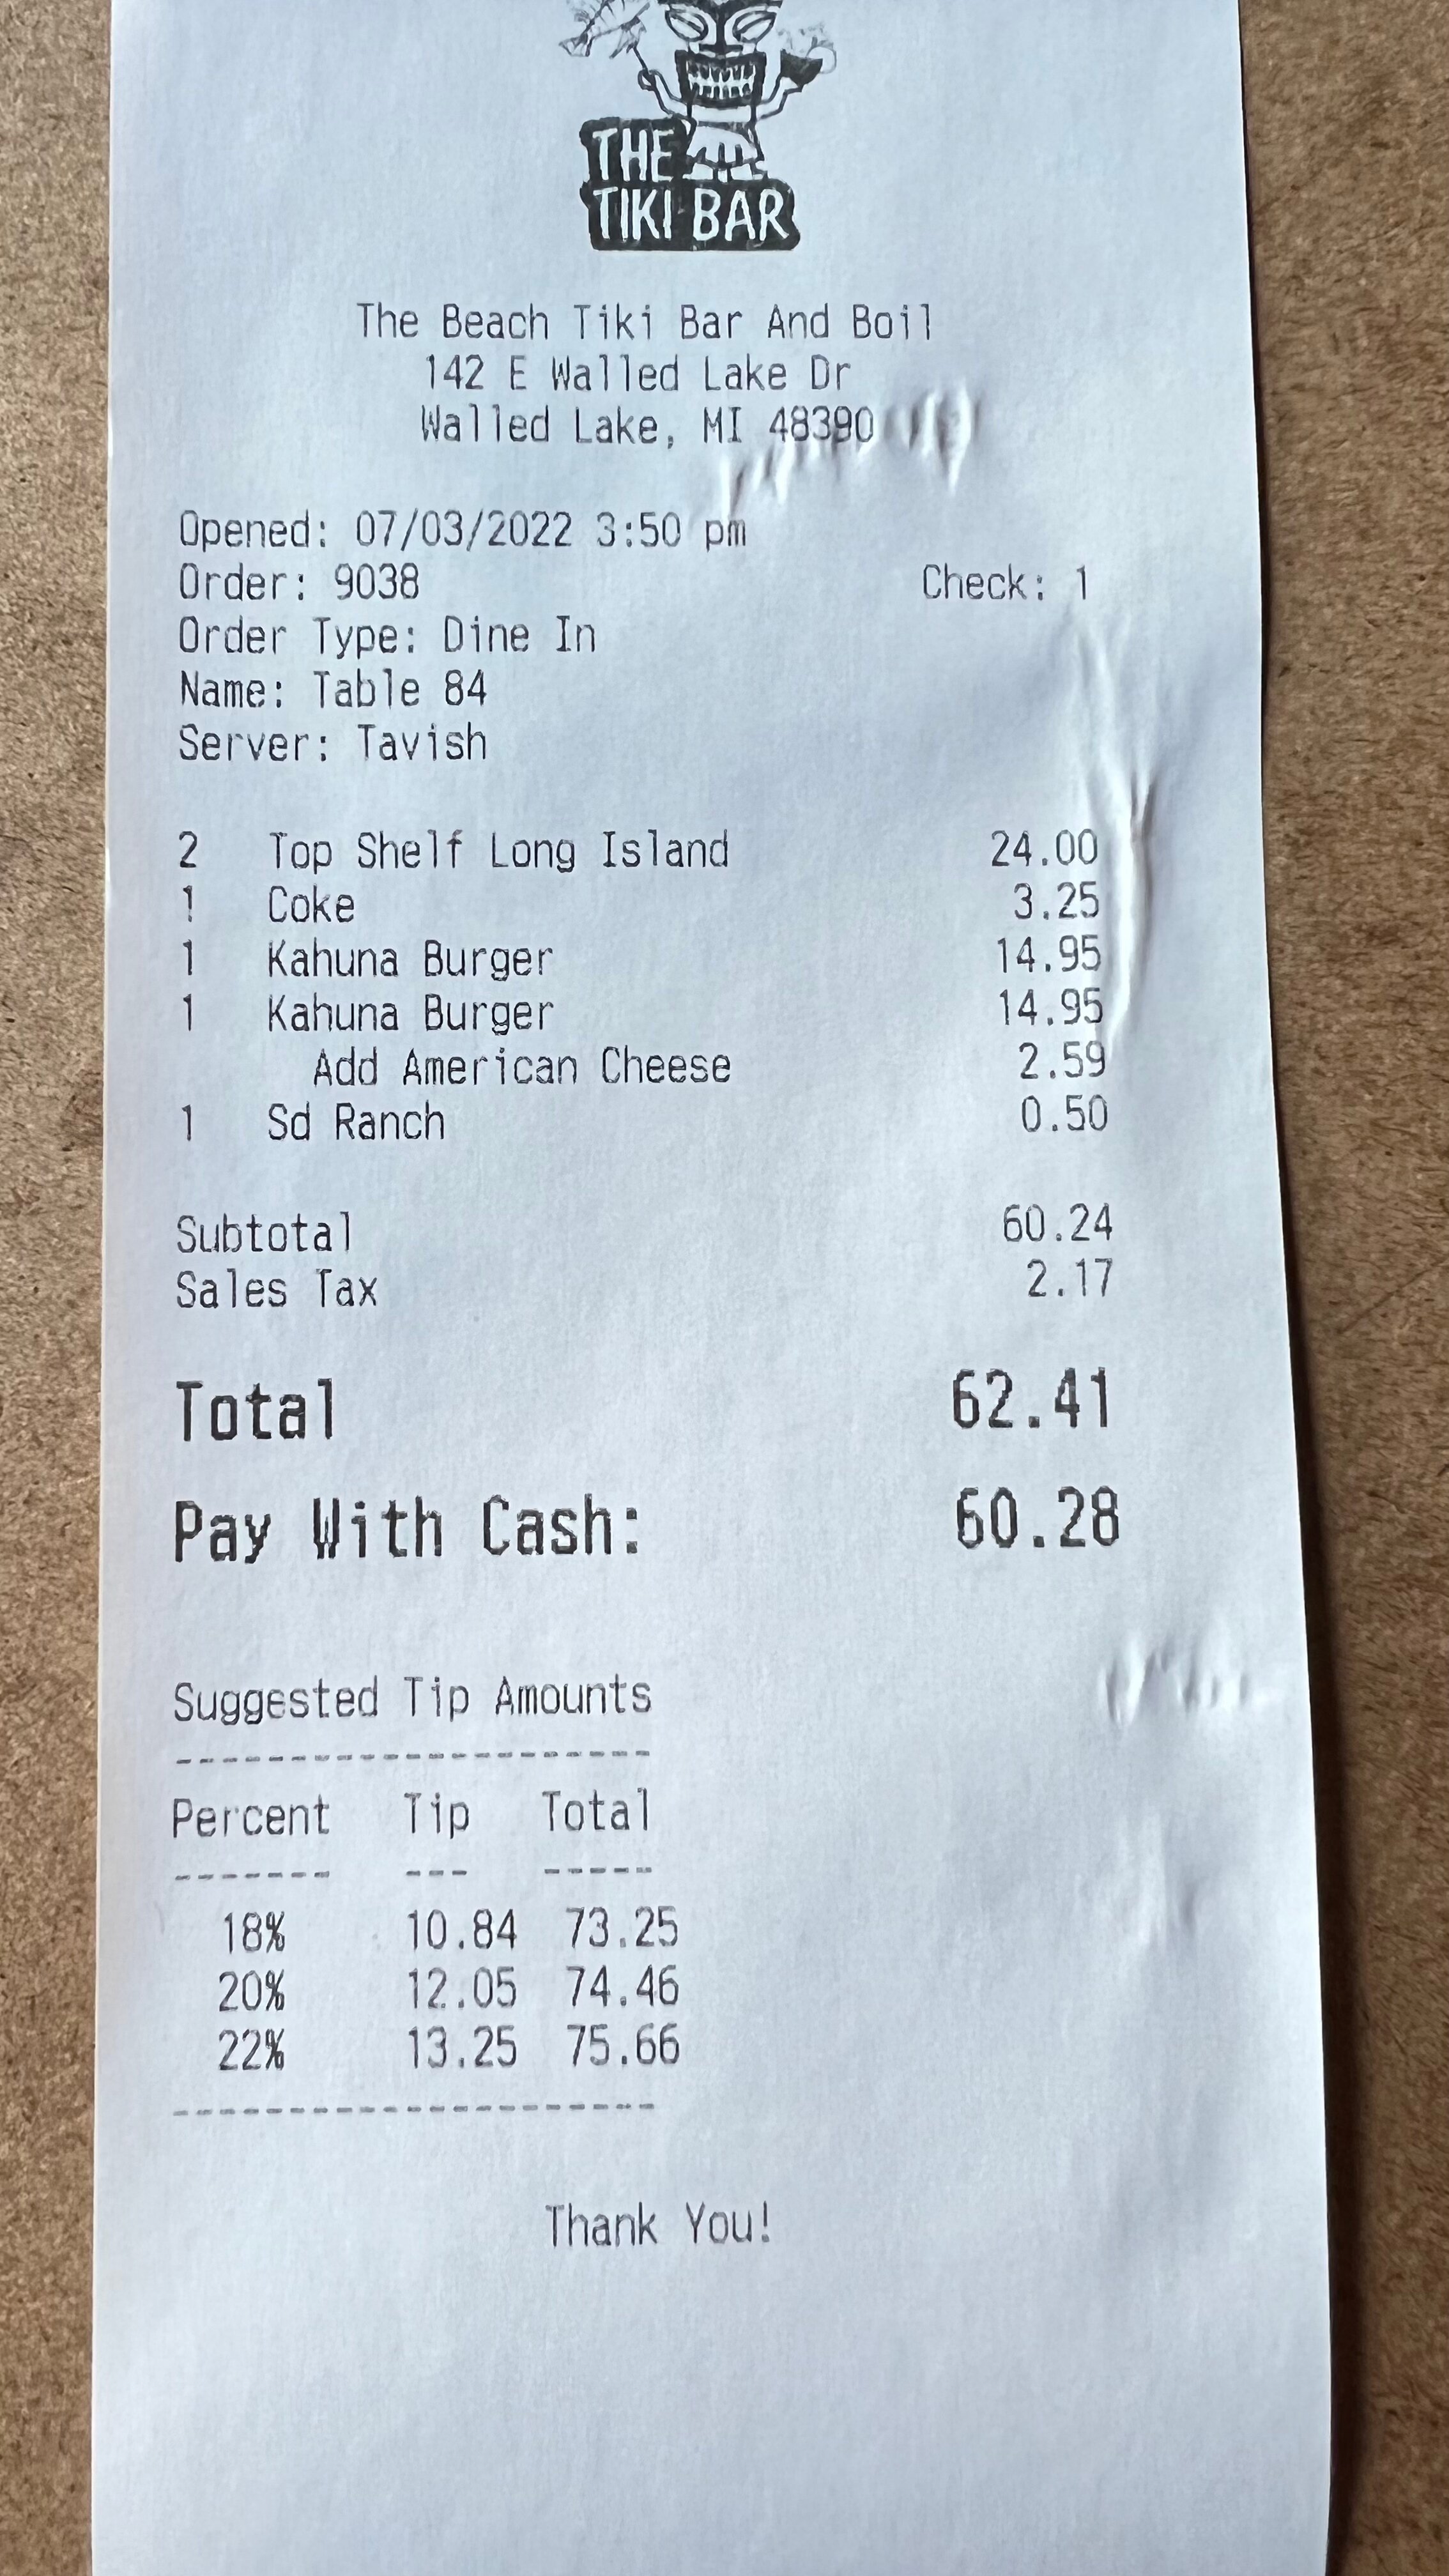 THE
TIKI BAR
The Beach Tiki Bar And Boil
142 E Walled Lake Dr
Walled Lake, MI 48390
Opened: 07/03/2022 3:50 pm
Order: 9038 Check: 1
Order Type: Dine In
Name: Table 84
Server: Tavish
2 Top Shelf Long Island 24.00
1 Coke 3.25
1 Kahuna Burger 14.95
1 Kahuna Burger 14.95
Add American Cheese 2.59
1 Sd Ranch 0.50
Subtotal 60.24
Sales Tax 2.17
Total 62.41
Pay With Cash: 60.28
Suggested Tip Amounts
---------------------
Percent Tip Total
------- --- -----
18% 10.84 73.25
20% 12.05 74.46
22% 13.25 75.66
---------------------
Thank You!